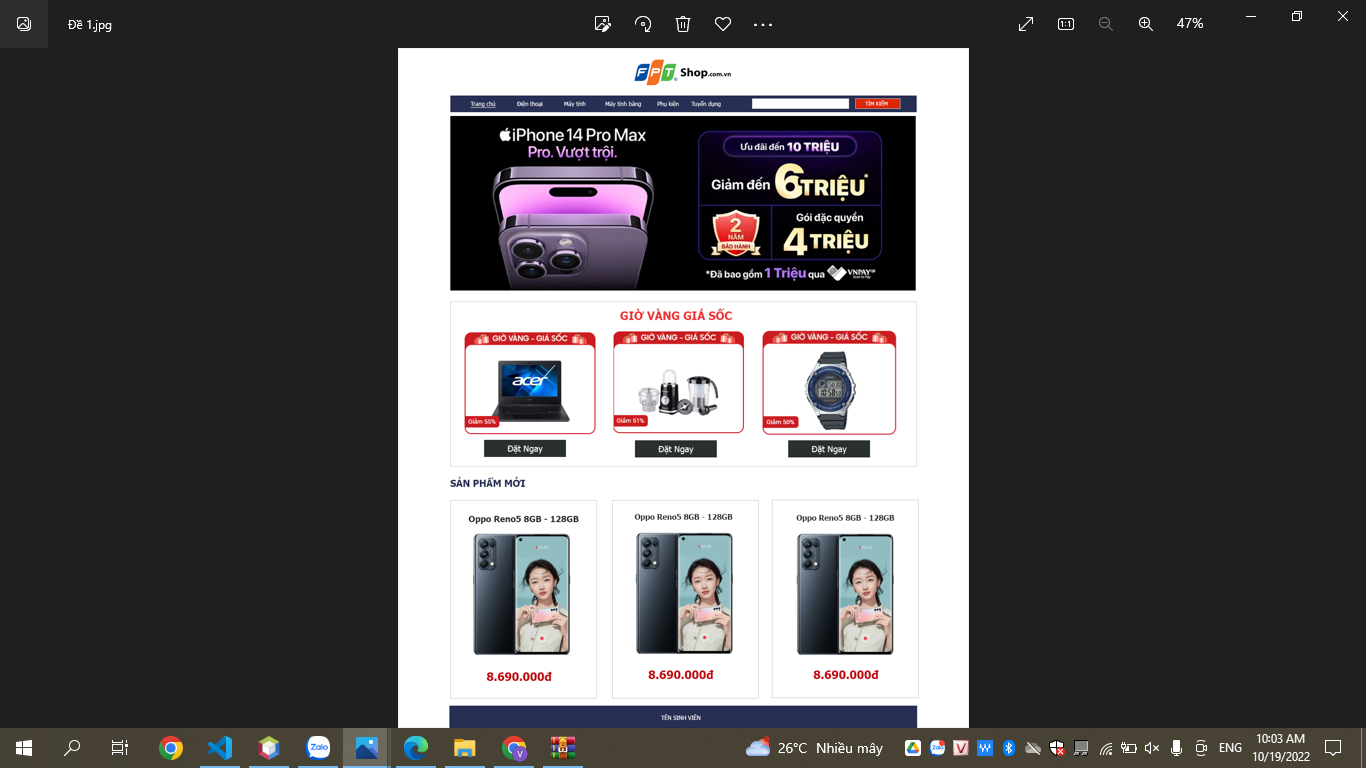 Đề 1.jpg
47%
FPT Shop.com.vn
Trang chủ Điện thoại Máy tính Máy tính bảng Phụ kiện Tuyển dụng TÌM KIẾM
iPhone 14 Pro Max
Pro. Vượt trội.
Ưu đãi đến 10 TRIỆU
Giảm đến 6 TRIỆU*
2 NĂM BẢO HÀNH
Gói đặc quyền
4 TRIỆU
*Đã bao gồm 1 Triệu qua VNPAY QR
GIỜ VÀNG GIÁ SỐC
GIỜ VÀNG - GIÁ SỐC GIỜ VÀNG - GIÁ SỐC GIỜ VÀNG - GIÁ SỐC
acer
Giảm 55% Giảm 51% Giảm 50%
Đặt Ngay Đặt Ngay Đặt Ngay
SẢN PHẨM MỚI
Oppo Reno5 8GB - 128GB Oppo Reno5 8GB - 128GB Oppo Reno5 8GB - 128GB
8.690.000đ 8.690.000đ 8.690.000đ
TÊN SINH VIÊN
Zalo
26°C Nhiều mây
ENG
10:03 AM
10/19/2022